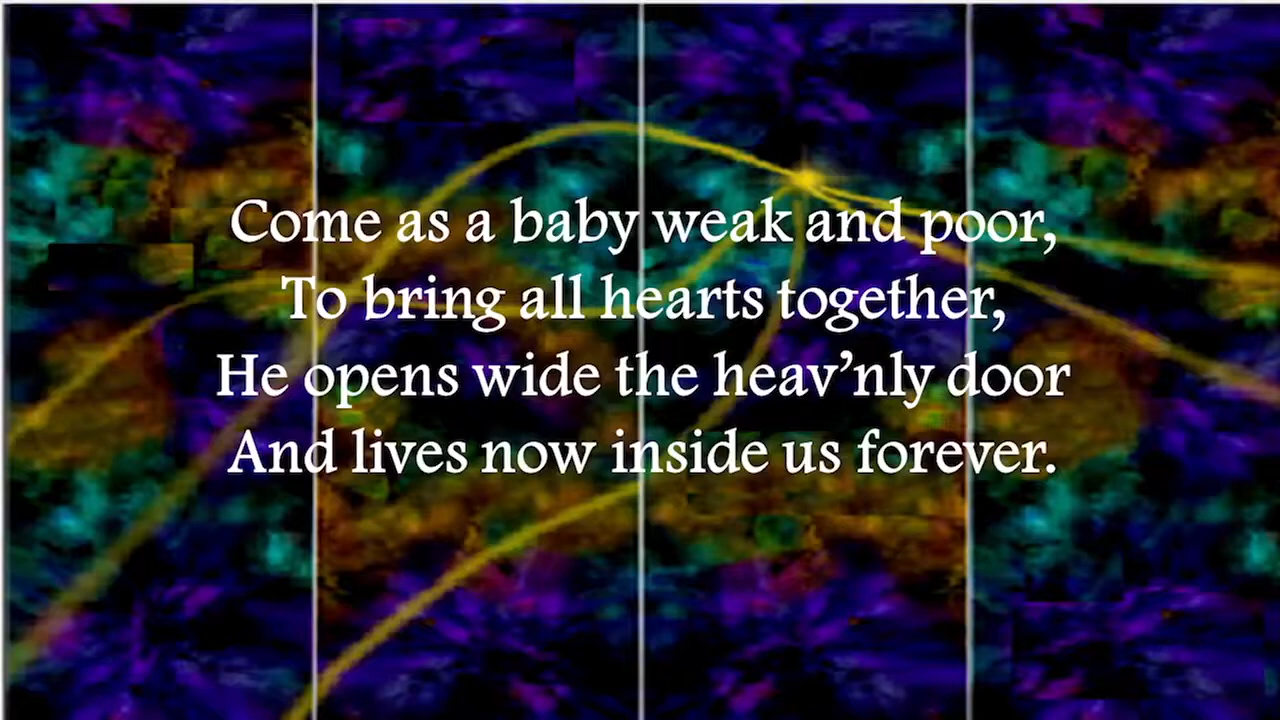 Come as a baby weak and poor,
To bring all hearts together,
He opens wide the heav’nly door
And lives now inside us forever.